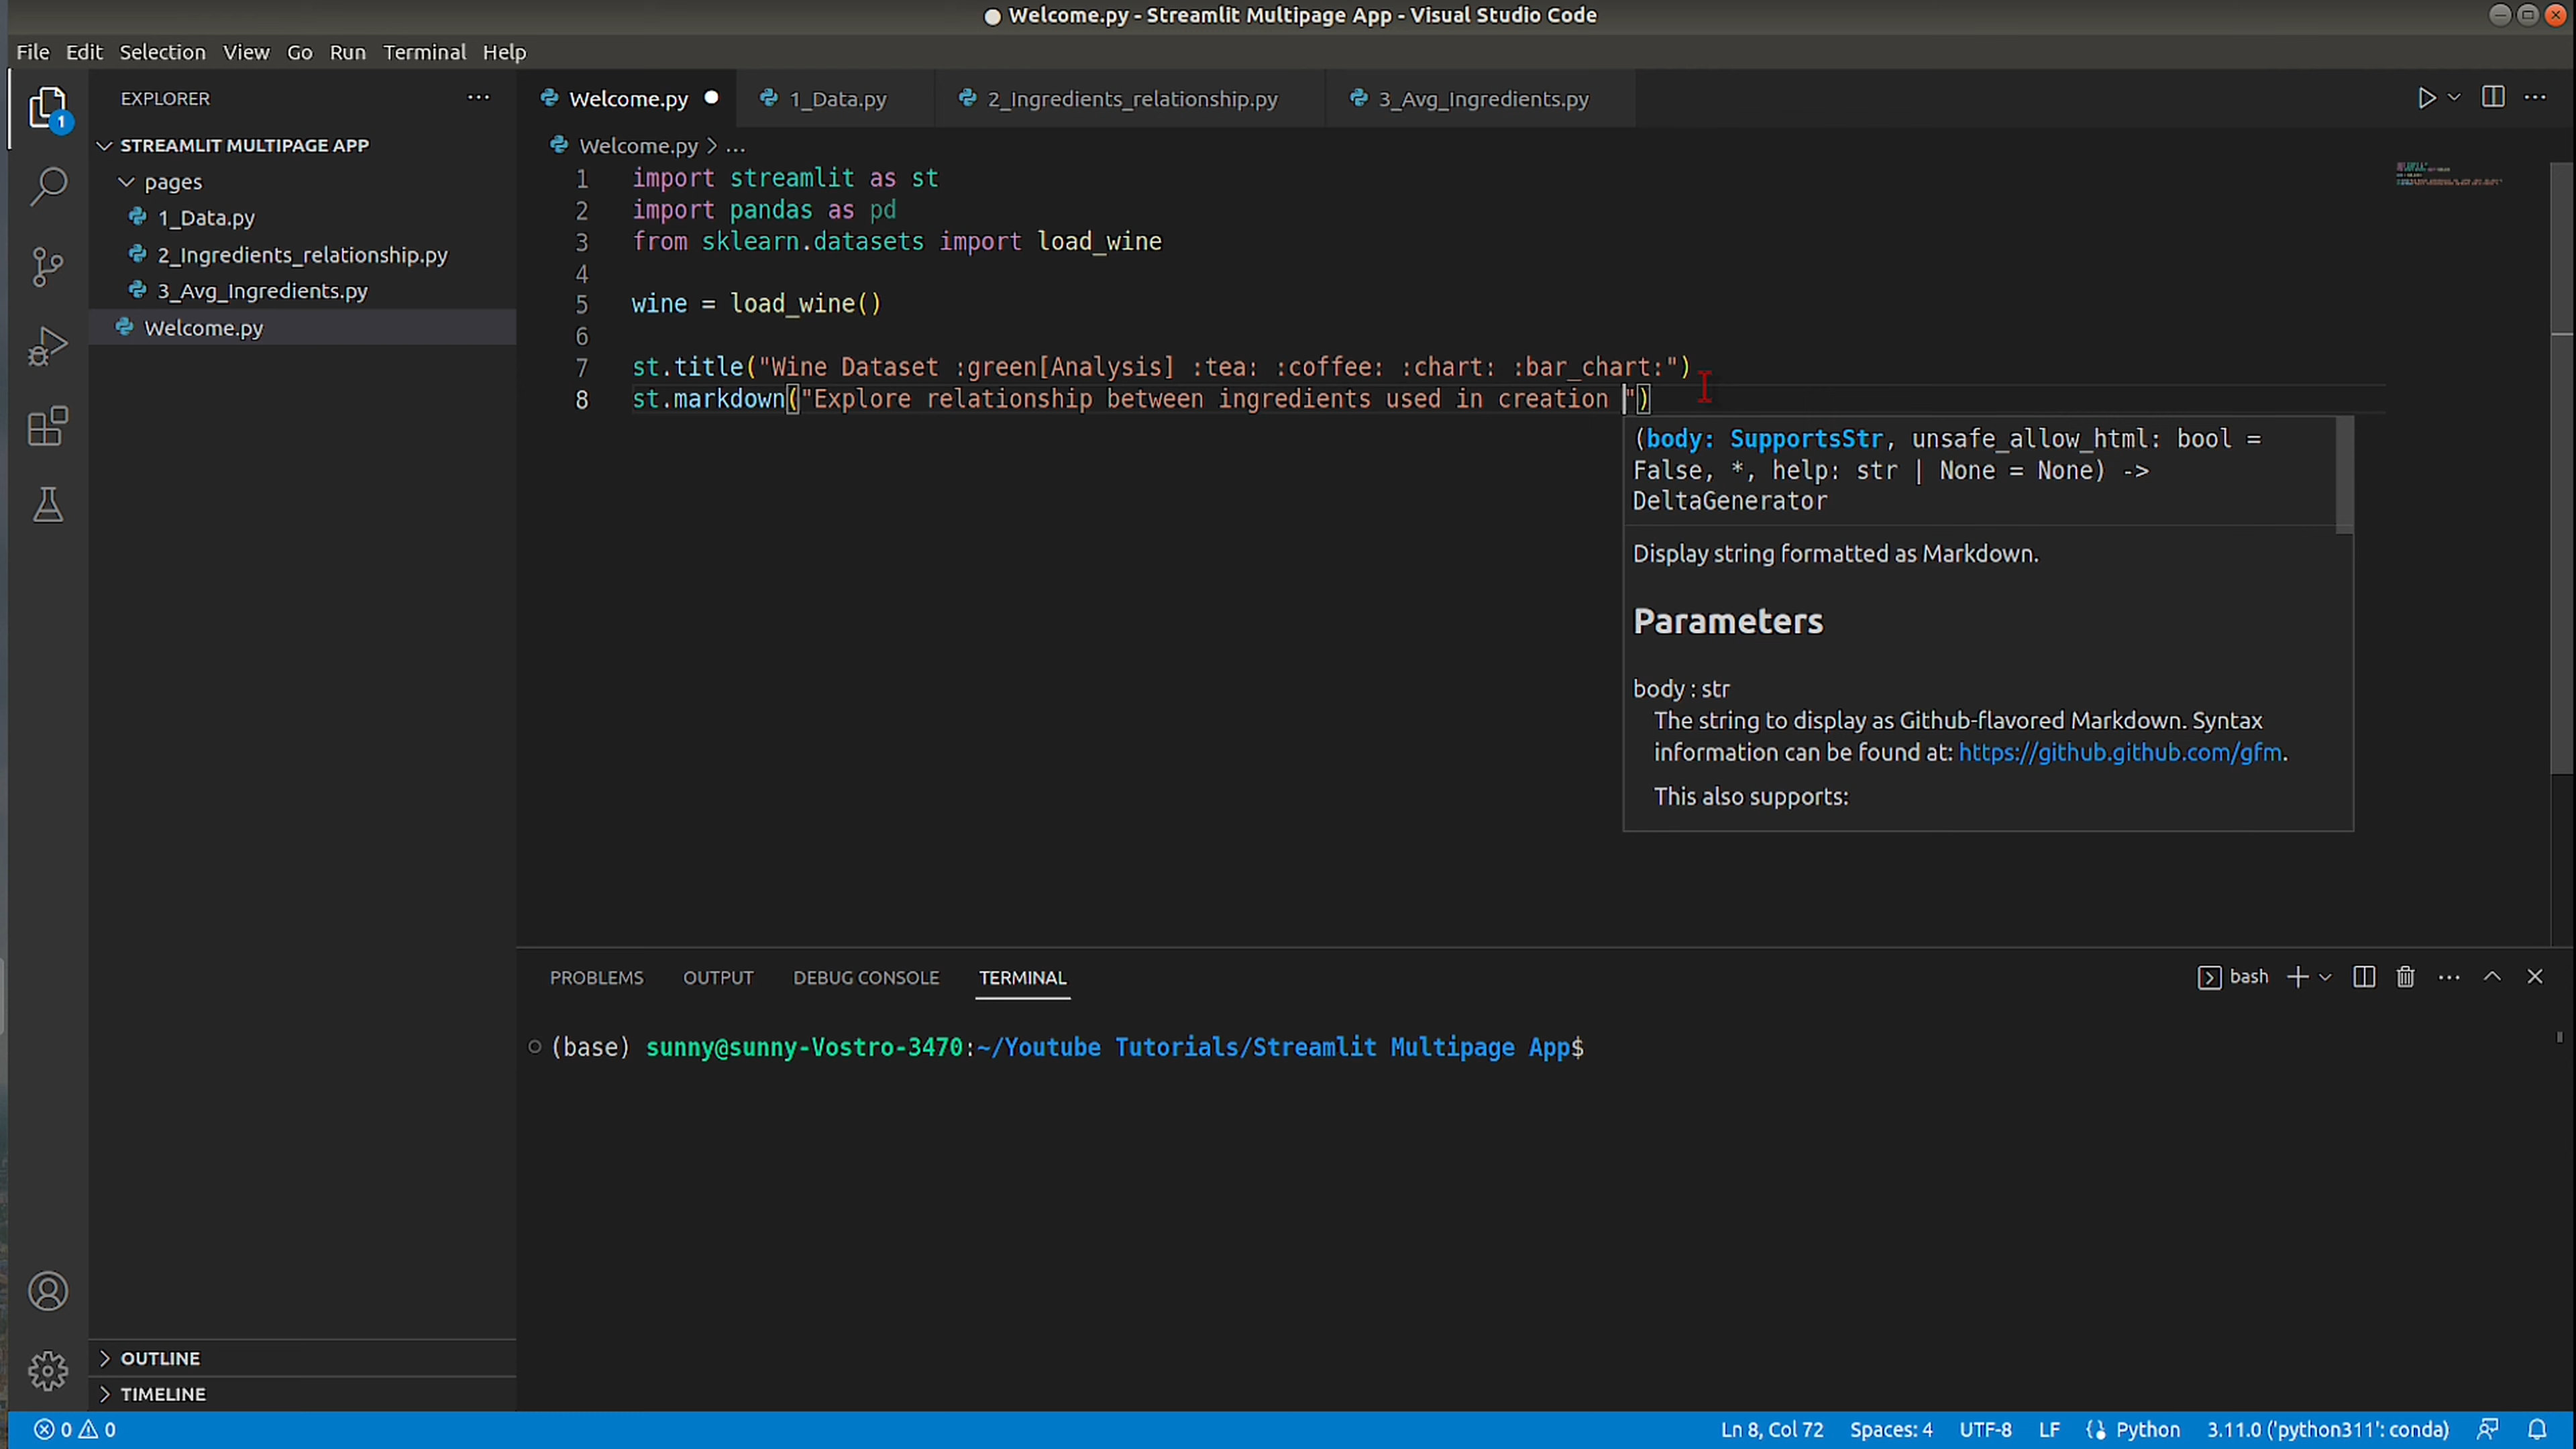 Welcome.py - Streamlit Multipage App - Visual Studio Code
File Edit Selection View Go Run Terminal Help
EXPLORER
1
STREAMLIT MULTIPAGE APP
pages
1_Data.py
2_Ingredients_relationship.py
3_Avg_Ingredients.py
Welcome.py
Welcome.py 1_Data.py 2_Ingredients_relationship.py 3_Avg_Ingredients.py
Welcome.py > ...
1 import streamlit as st
2 import pandas as pd
3 from sklearn.datasets import load_wine
4
5 wine = load_wine()
6
7 st.title("Wine Dataset :green[Analysis] :tea: :coffee: :chart: :bar_chart:")
8 st.markdown("Explore relationship between ingredients used in creation ")
(body: SupportsStr, unsafe_allow_html: bool =
False, *, help: str | None = None) ->
DeltaGenerator
Display string formatted as Markdown.
Parameters
body : str
The string to display as Github-flavored Markdown. Syntax
information can be found at: https://github.github.com/gfm.
This also supports:
PROBLEMS OUTPUT DEBUG CONSOLE TERMINAL
bash
(base) sunny@sunny-Vostro-3470:~/Youtube Tutorials/Streamlit Multipage App$
OUTLINE
TIMELINE
0 0
Ln 8, Col 72 Spaces: 4 UTF-8 LF Python 3.11.0 ('python311': conda)